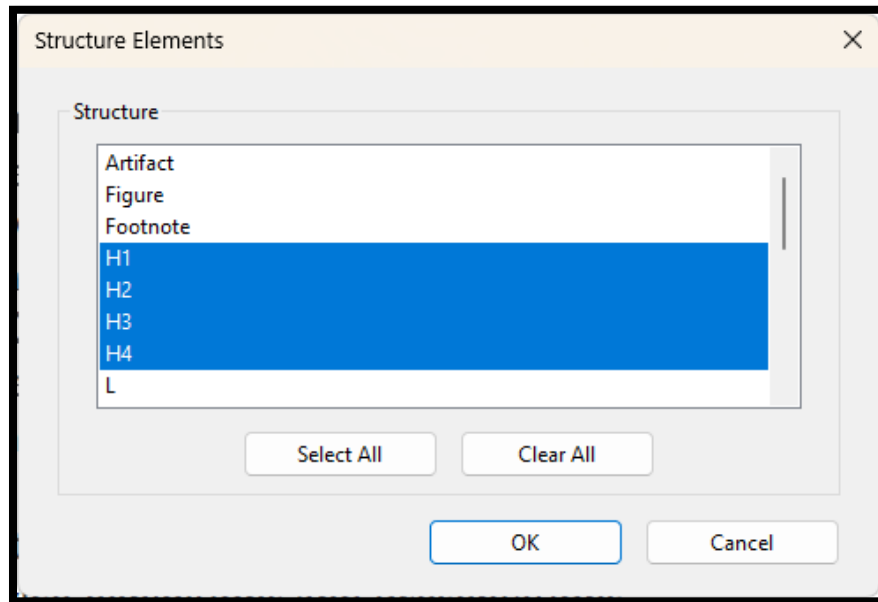 Structure Elements
Structure
Artifact
Figure
Footnote
H1
H2
H3
H4
L
Select All
Clear All
OK
Cancel